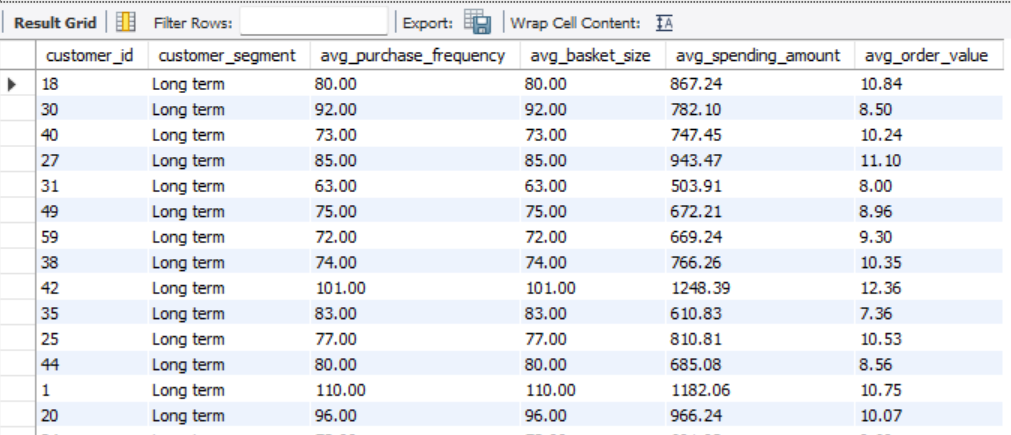 Result Grid Filter Rows: Export: Wrap Cell Content:
customer_id customer_segment avg_purchase_frequency avg_basket_size avg_spending_amount avg_order_value
18 Long term 80.00 80.00 867.24 10.84
30 Long term 92.00 92.00 782.10 8.50
40 Long term 73.00 73.00 747.45 10.24
27 Long term 85.00 85.00 943.47 11.10
31 Long term 63.00 63.00 503.91 8.00
49 Long term 75.00 75.00 672.21 8.96
59 Long term 72.00 72.00 669.24 9.30
38 Long term 74.00 74.00 766.26 10.35
42 Long term 101.00 101.00 1248.39 12.36
35 Long term 83.00 83.00 610.83 7.36
25 Long term 77.00 77.00 810.81 10.53
44 Long term 80.00 80.00 685.08 8.56
1 Long term 110.00 110.00 1182.06 10.75
20 Long term 96.00 96.00 966.24 10.07